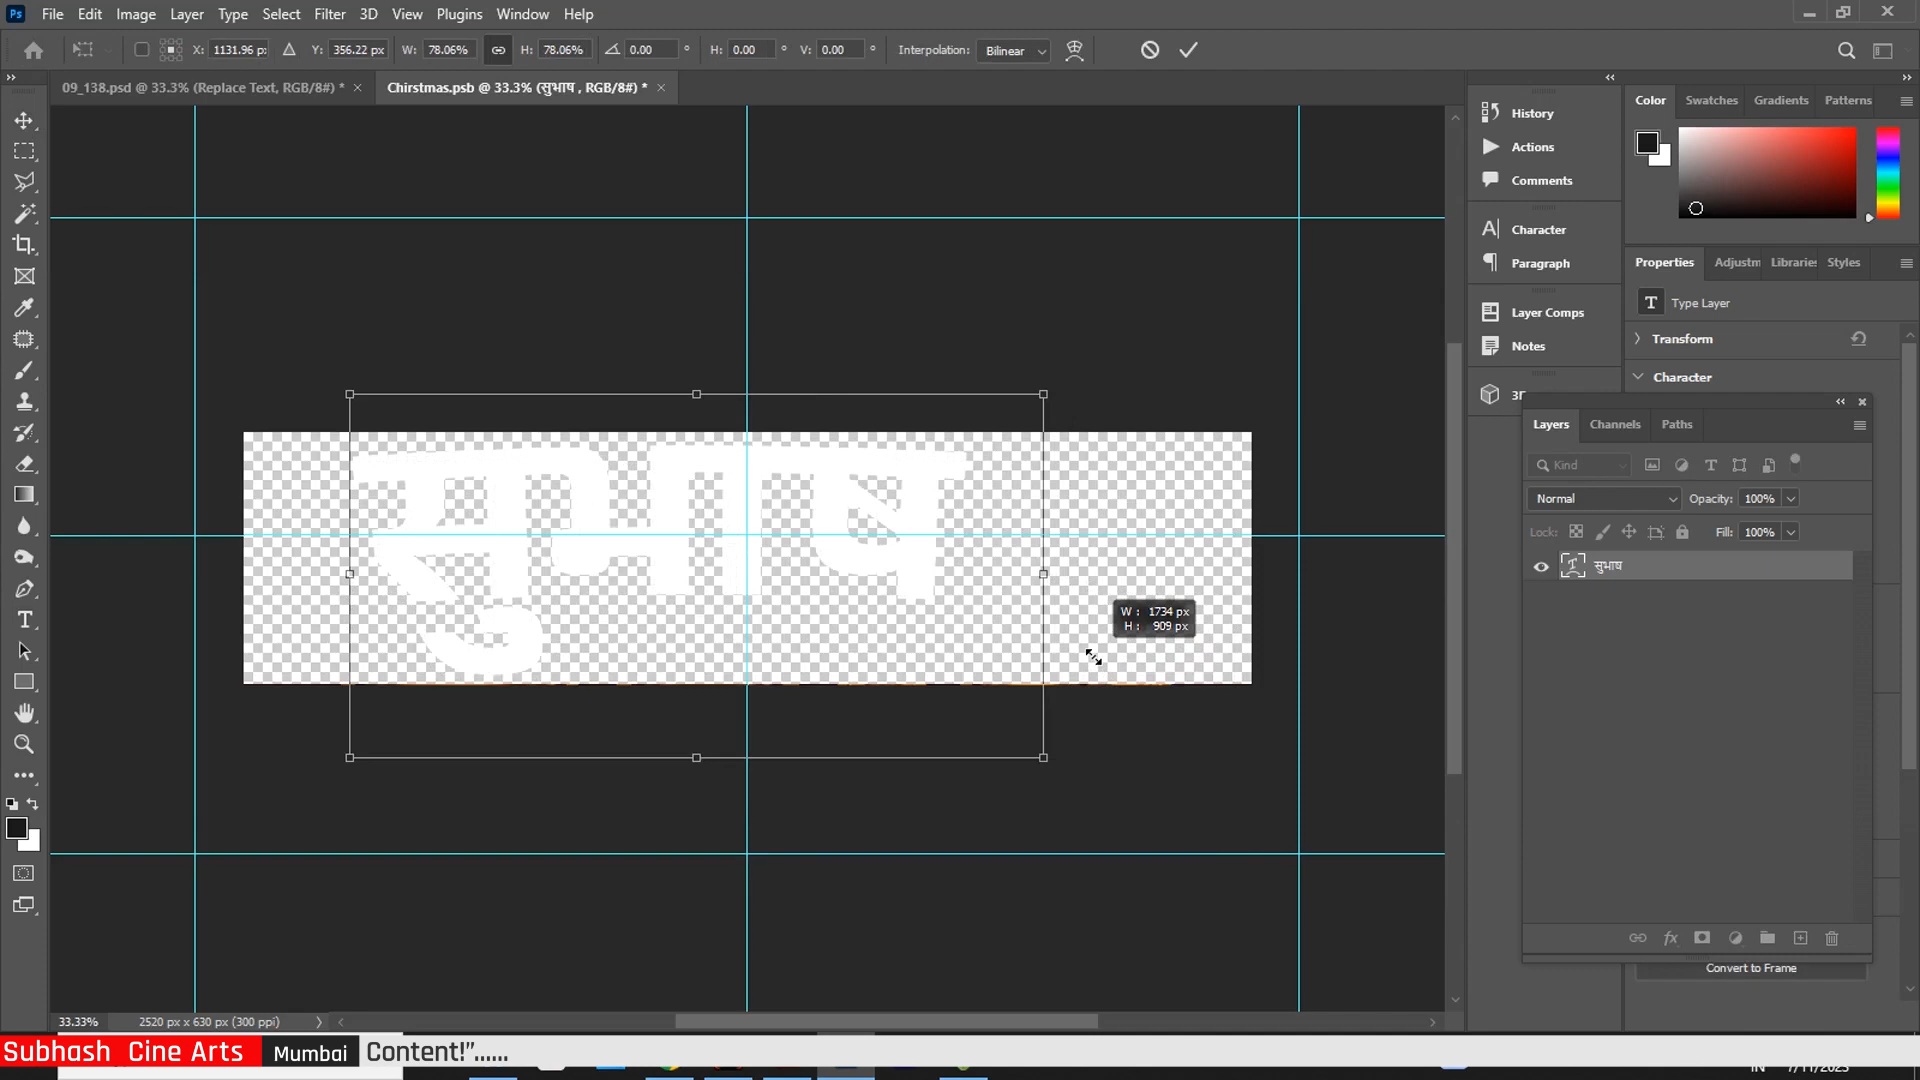 File Edit Image Layer Type Select Filter 3D View Plugins Window Help
X: 1131.96 px Y: 356.22 px W: 78.06% H: 78.06% 0.00 ° H: 0.00 ° V: 0.00 ° Interpolation: Bilinear
09_138.psd @ 33.3% (Replace Text, RGB/8#) * × Chirstmas.psb @ 33.3% (सुभाष , RGB/8#) * ×
History
Actions
Comments
Character
Paragraph
Layer Comps
Notes
3D
Color Swatches Gradients Patterns
Properties Adjustm Libraries Styles
T Type Layer
Transform
Character
Layers Channels Paths
Kind
Normal Opacity: 100%
Lock: Fill: 100%
सुभाष
Convert to Frame
सुभाष
W : 1734 px
H : 909 px
33.33% 2520 px x 630 px (300 ppi)
Subhash Cine Arts Mumbai Content!”......
IN 7/11/2023